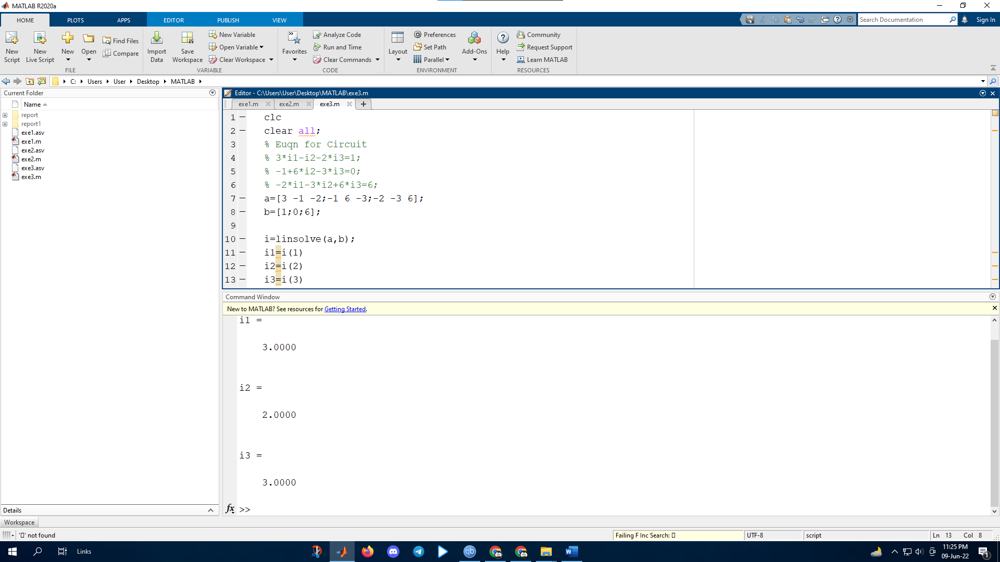 MATLAB R2020a
HOME PLOTS APPS EDITOR PUBLISH VIEW
Search Documentation
Sign In
New Script
New Live Script
New
Open
Find Files
Compare
FILE
Import Data
Save Workspace
New Variable
Open Variable
Clear Workspace
VARIABLE
Favorites
Analyze Code
Run and Time
Clear Commands
CODE
Layout
Preferences
Set Path
Parallel
Add-Ons
ENVIRONMENT
Help
Community
Request Support
Learn MATLAB
RESOURCES
C: Users User Desktop MATLAB
Current Folder
Name
report
report1
exe1.asv
exe1.m
exe2.asv
exe2.m
exe3.asv
exe3.m
Details
Workspace
Editor - C:\Users\User\Desktop\MATLAB\exe3.m
exe1.m exe2.m exe3.m +
1 clc
2 clear all;
3 % Euqn for Circuit
4 % 3*i1-i2-2*i3=1;
5 % -1+6*i2-3*i3=0;
6 % -2*i1-3*i2+6*i3=6;
7 a=[3 -1 -2;-1 6 -3;-2 -3 6];
8 b=[1;0;6];
9
10 i=linsolve(a,b);
11 i1=i(1)
12 i2=i(2)
13 i3=i(3)
Command Window
New to MATLAB? See resources for Getting Started.
i1 =
3.0000
i2 =
2.0000
i3 =
3.0000
fx >>
'▯' not found
Failing F Inc Search: ▯
UTF-8
script
Ln 13 Col 8
Links
qb
W
11:25 PM
09-Jun-22
1